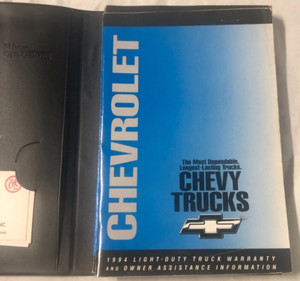 CHEVROLET
The Most Dependable,
Longest-Lasting Trucks.
CHEVY
TRUCKS
1994 LIGHT-DUTY TRUCK WARRANTY
AND OWNER ASSISTANCE INFORMATION